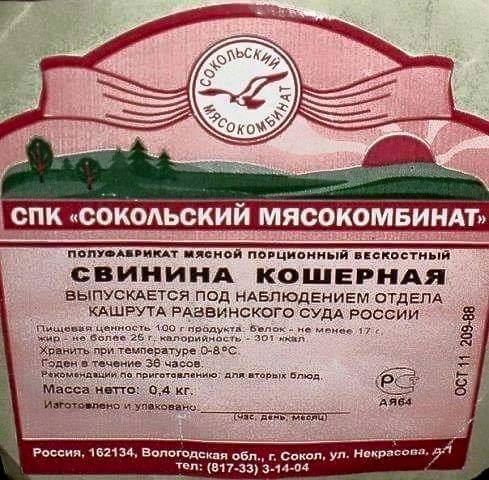 СОКОЛЬСКИЙ
МЯСОКОМБИНАТ
СПК «СОКОЛЬСКИЙ МЯСОКОМБИНАТ»
ПОЛУФАБРИКАТ МЯСНОЙ ПОРЦИОННЫЙ БЕСКОСТНЫЙ
СВИНИНА КОШЕРНАЯ
ВЫПУСКАЕТСЯ ПОД НАБЛЮДЕНИЕМ ОТДЕЛА
КАШРУТА РАВВИНСКОГО СУДА РОССИИ
Пищевая ценность 100 г продукта: белок - не менее 17 г,
жир - не более 25 г, калорийность - 301 ккал.
Хранить при температуре 0-8°С.
Годен в течение 36 часов.
Рекомендации по приготовлению: для вторых блюд.
Масса нетто: 0,4 кг.
Изготовлено и упаковано
(час, день, месяц)
АЯ64
ОСТ 11 209-88
Россия, 162134, Вологодская обл., г. Сокол, ул. Некрасова, д.1
тел: (817-33) 3-14-04